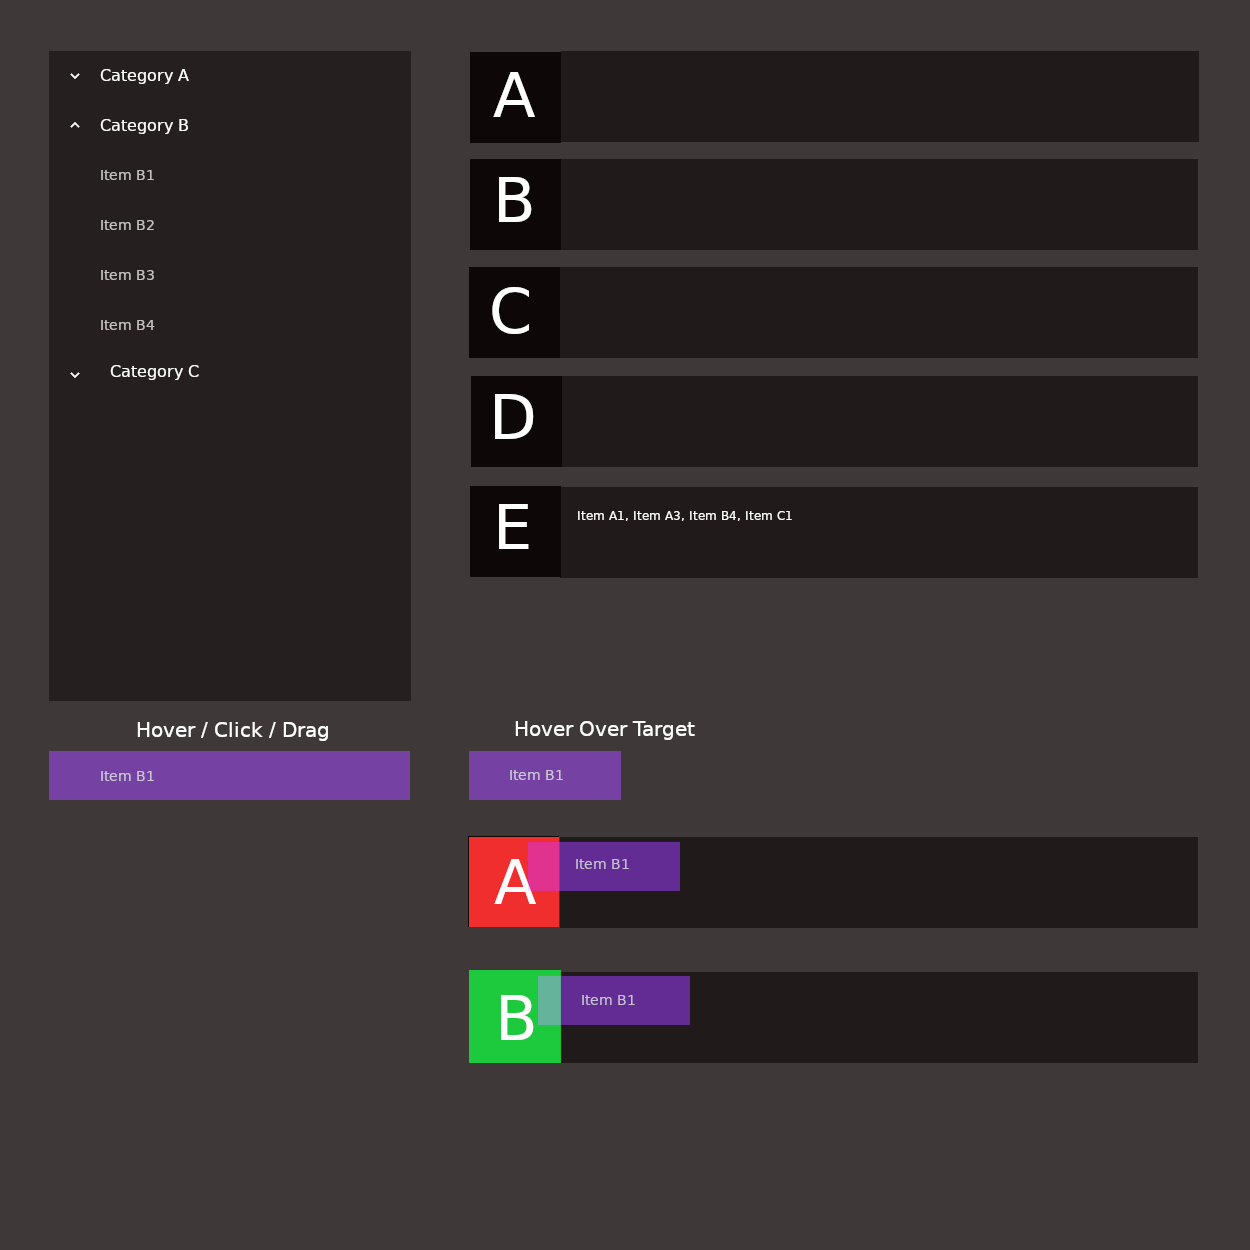 Category A
Category B
Item B1
Item B2
Item B3
Item B4
Category C
A
B
C
D
E
Item A1, Item A3, Item B4, Item C1
Hover / Click / Drag
Item B1
Hover Over Target
Item B1
A
Item B1
B
Item B1